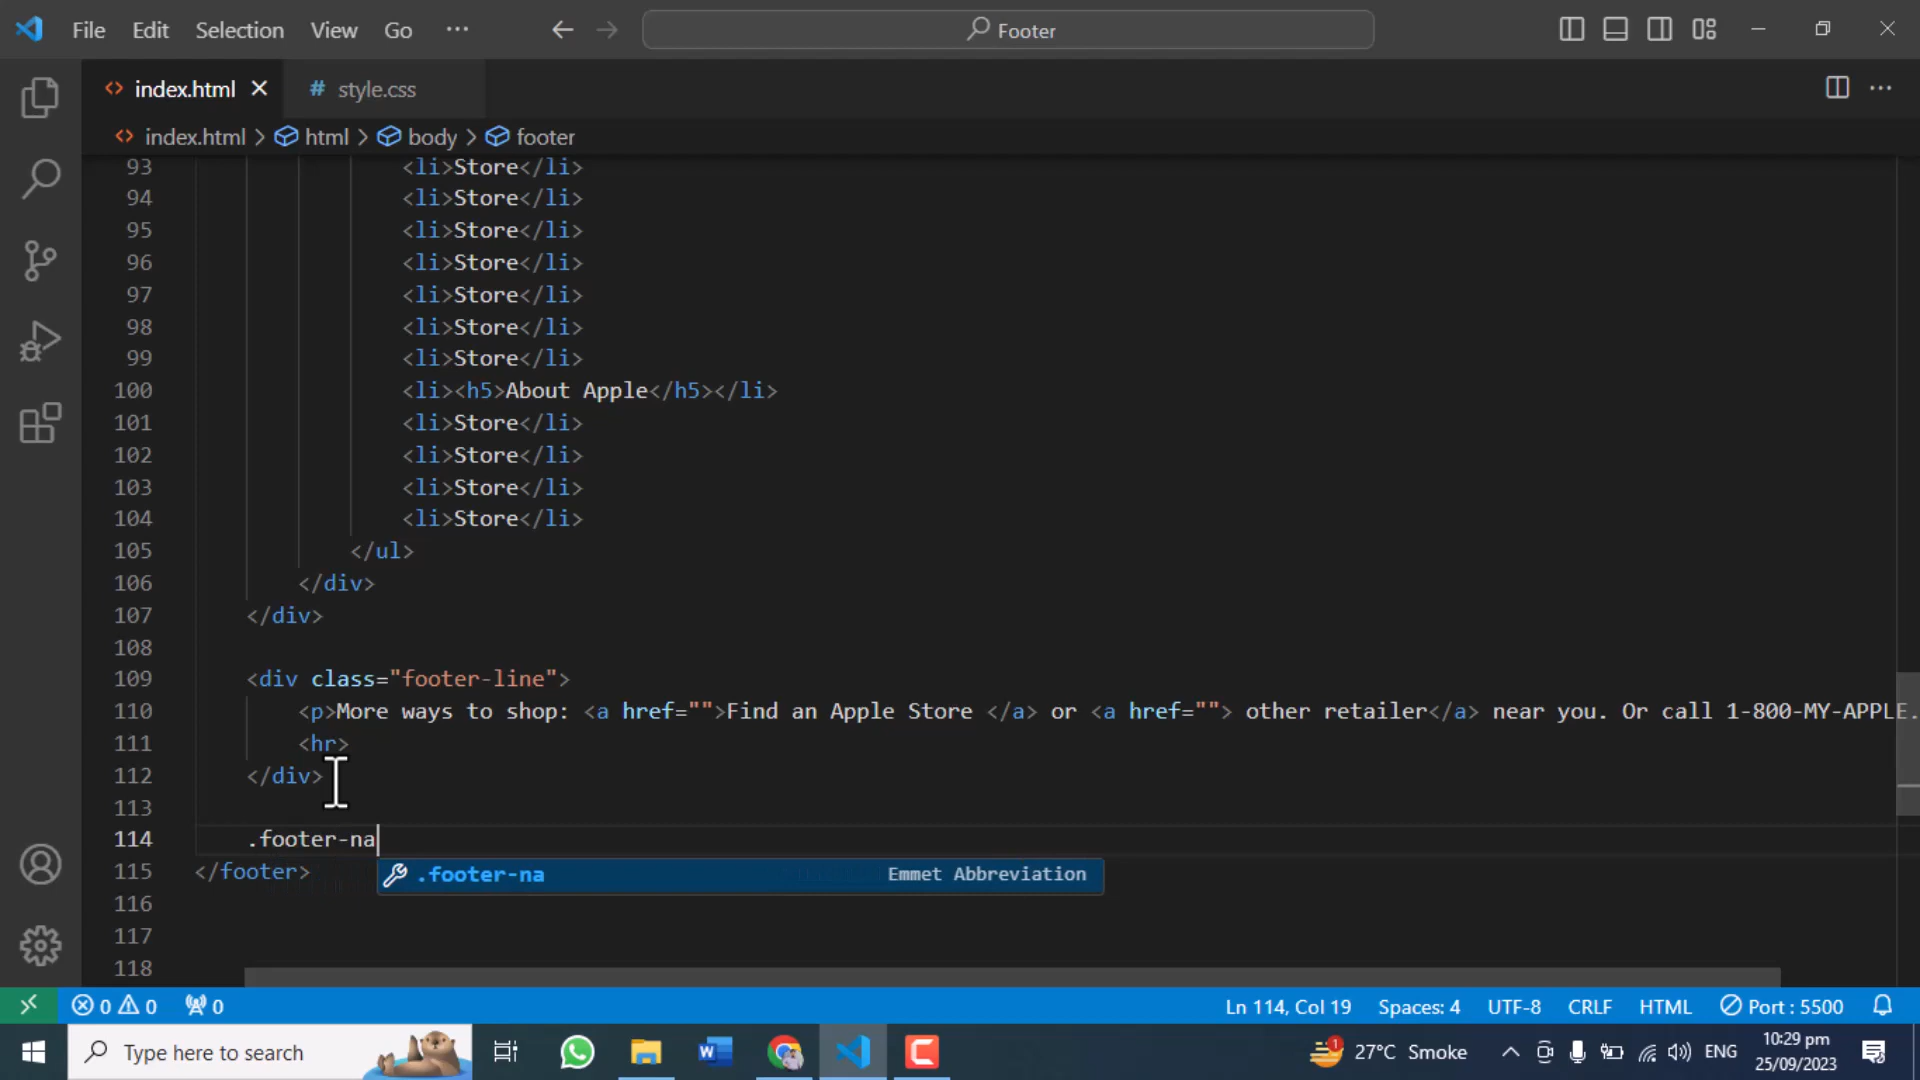 File Edit Selection View Go ··· Footer
index.html style.css
index.html > html > body > footer
93 <li>Store</li>
94 <li>Store</li>
95 <li>Store</li>
96 <li>Store</li>
97 <li>Store</li>
98 <li>Store</li>
99 <li>Store</li>
100 <li><h5>About Apple</h5></li>
101 <li>Store</li>
102 <li>Store</li>
103 <li>Store</li>
104 <li>Store</li>
105 </ul>
106 </div>
107 </div>
108
109 <div class="footer-line">
110 <p>More ways to shop: <a href="">Find an Apple Store </a> or <a href=""> other retailer</a> near you. Or call 1-800-MY-APPLE.
111 <hr>
112 </div>
113
114 .footer-na
115 </footer> .footer-na Emmet Abbreviation
116
117
118
0 0 0 Ln 114, Col 19 Spaces: 4 UTF-8 CRLF HTML Port : 5500
Type here to search 1 27°C Smoke ENG 10:29 pm
25/09/2023